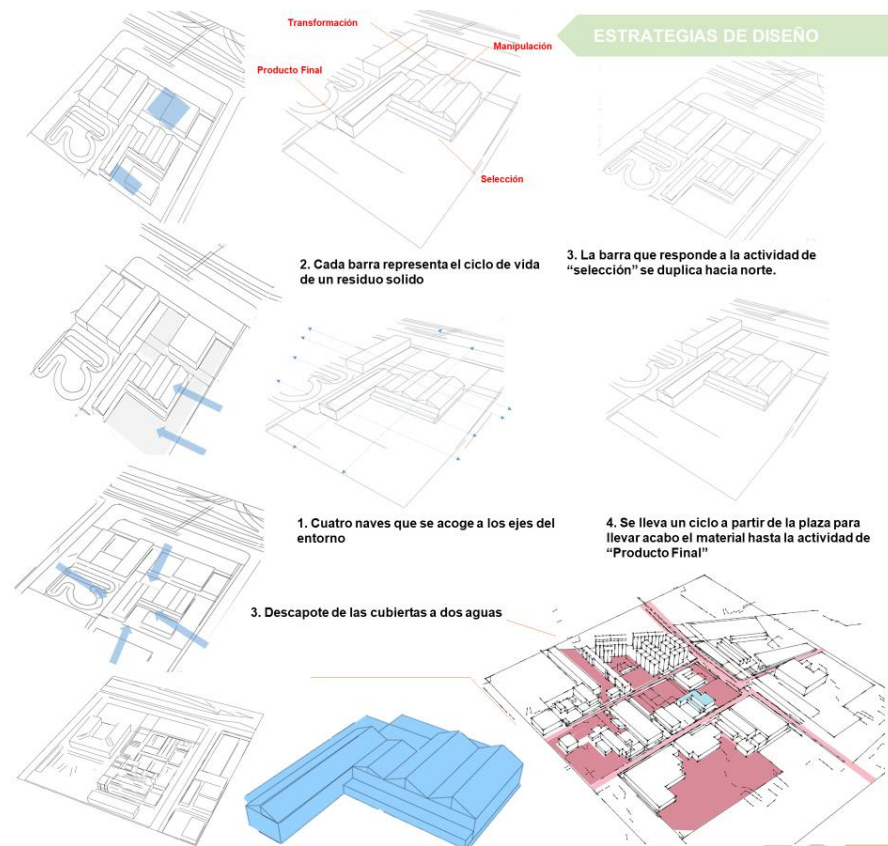 ESTRATEGIAS DE DISEÑO
Transformación
Manipulación
Producto Final
Selección
2. Cada barra representa el ciclo de vida
de un residuo solido
3. La barra que responde a la actividad de
“selección” se duplica hacia norte.
1. Cuatro naves que se acoge a los ejes del
entorno
4. Se lleva un ciclo a partir de la plaza para
llevar acabo el material hasta la actividad de
“Producto Final”
3. Descapote de las cubiertas a dos aguas